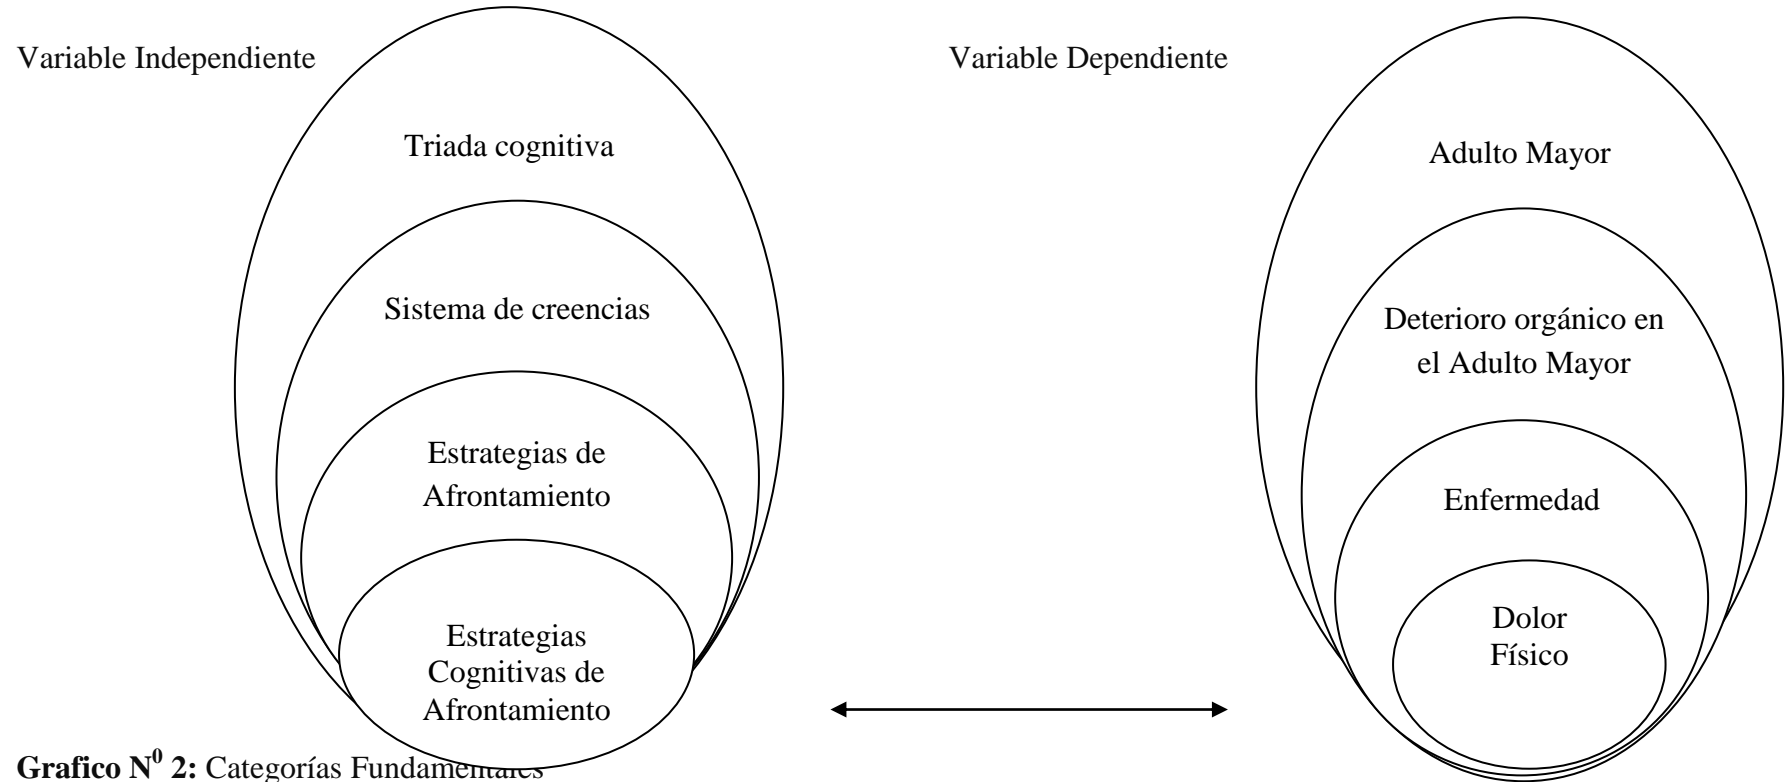 Variable Independiente
Triada cognitiva
Sistema de creencias
Estrategias de
Afrontamiento
Estrategias
Cognitivas de
Afrontamiento
Variable Dependiente
Adulto Mayor
Deterioro orgánico en
el Adulto Mayor
Enfermedad
Dolor
Físico
Grafico N⁰ 2: Categorías Fundamentales